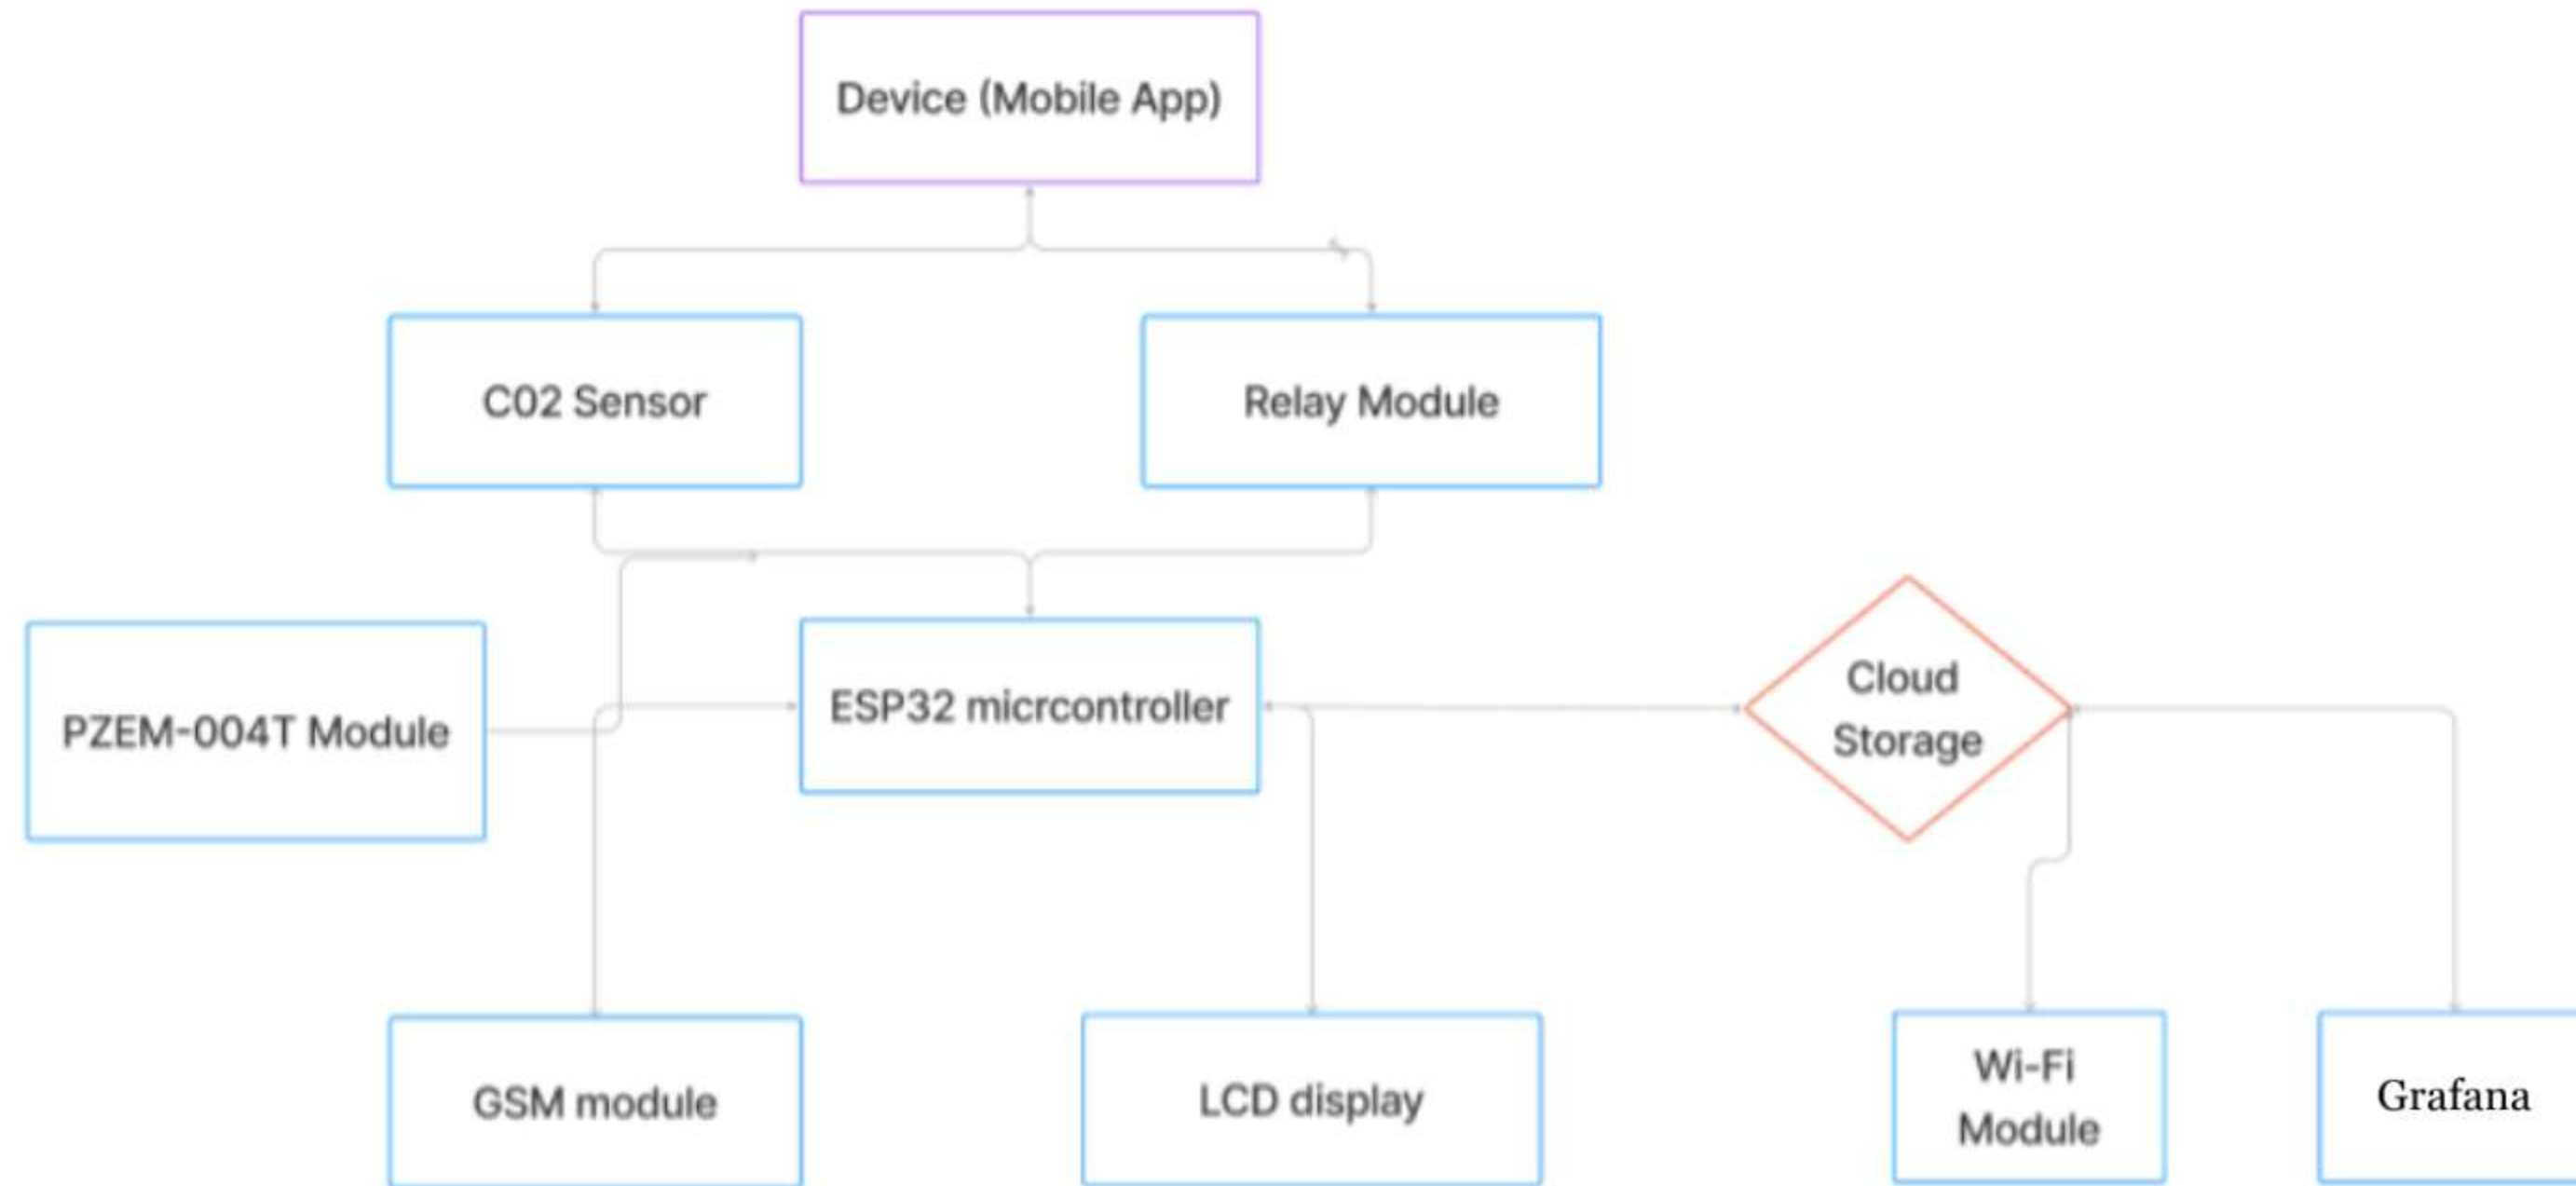 Device (Mobile App)
C02 Sensor
Relay Module
PZEM-004T Module
ESP32 micrcontroller
Cloud
Storage
GSM module
LCD display
Wi-Fi
Module
Grafana